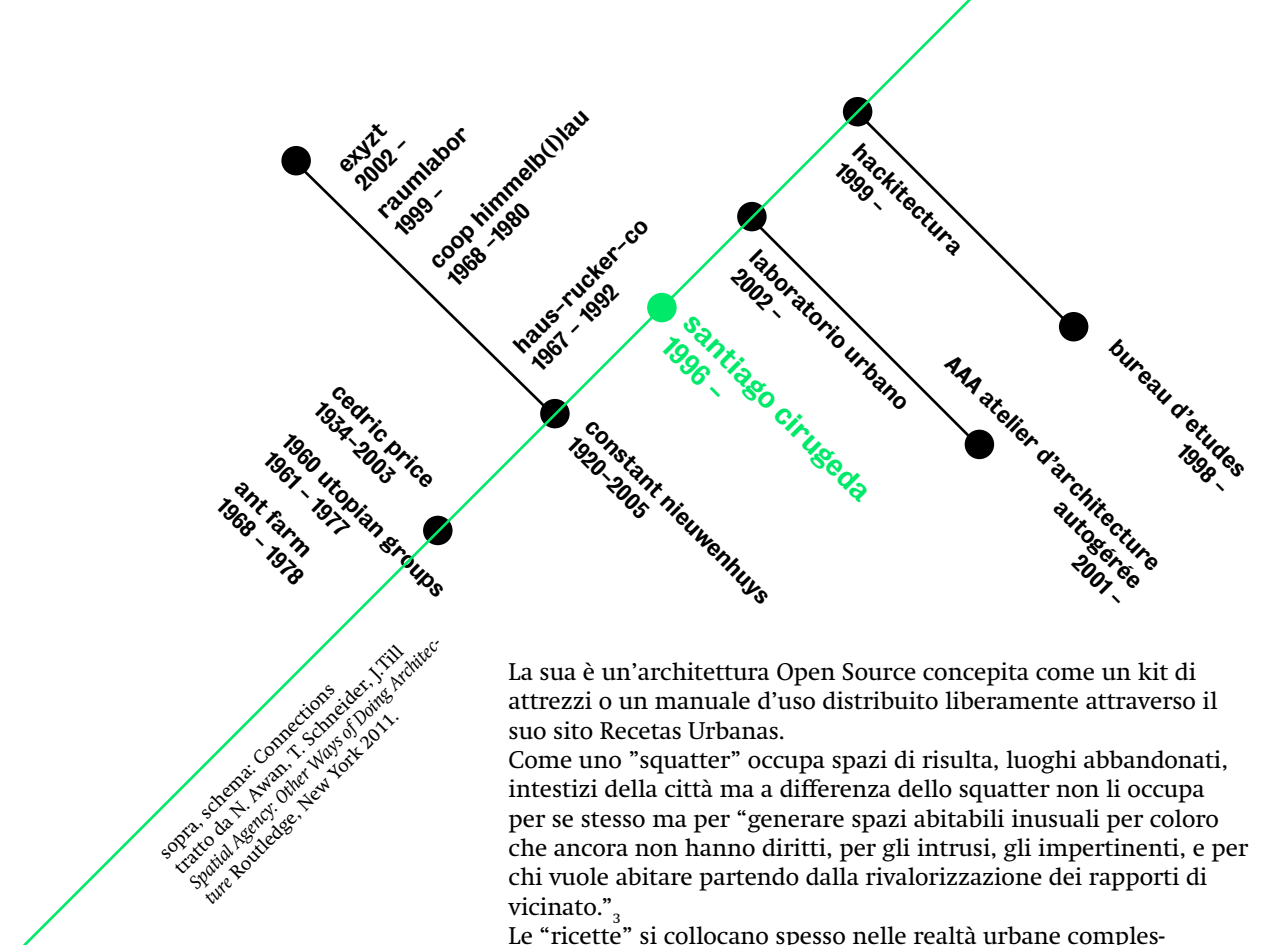 exyzt
2002 –
raumlabor
1999 –
coop himmelb(l)lau
1968 –1980
haus–rucker–co
1967 – 1992
hackitectura
1999 –
laboratorio urbano
2002 –
santiago cirugeda
1996 –
bureau d'etudes
1998 –
AAA atelier d'architecture
autogérée
2001 –
cedric price
1934–2003
1960 utopian groups
1961 – 1977
ant farm
1968 – 1978
constant nieuwenhuys
1920–2005
sopra, schema: Connections
tratto da N. Awan, T. Schneider, J.Till
Spatial Agency: Other Ways of Doing Architec-
ture Routledge, New York 2011.
La sua è un'architettura Open Source concepita come un kit di
attrezzi o un manuale d'uso distribuito liberamente attraverso il
suo sito Recetas Urbanas.
Come uno ”squatter” occupa spazi di risulta, luoghi abbandonati,
intestizi della città ma a differenza dello squatter non li occupa
per se stesso ma per “generare spazi abitabili inusuali per coloro
che ancora non hanno diritti, per gli intrusi, gli impertinenti, e per
chi vuole abitare partendo dalla rivalorizzazione dei rapporti di
vicinato.”3
Le “ricette” si collocano spesso nelle realtà urbane comples-